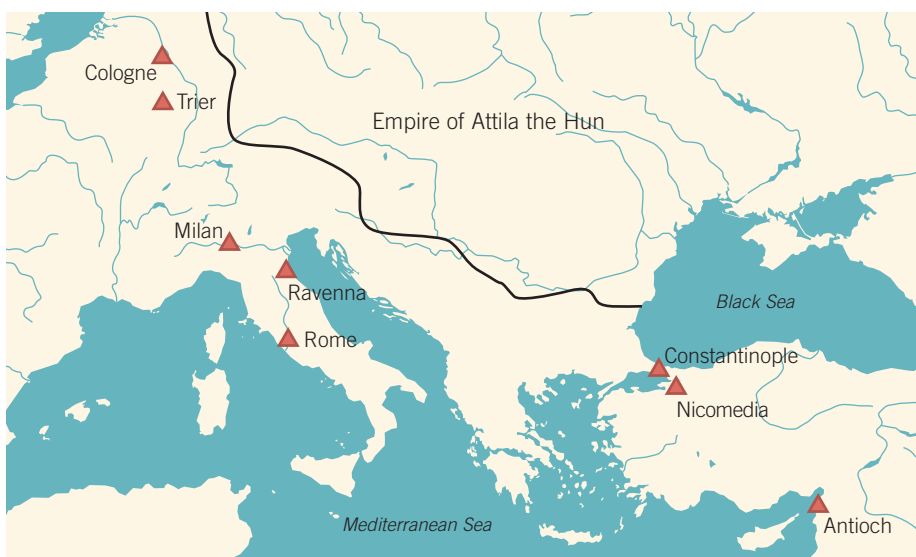 Cologne
Trier
Empire of Attila the Hun
Milan
Ravenna
Black Sea
Rome
Constantinople
Nicomedia
Mediterranean Sea
Antioch